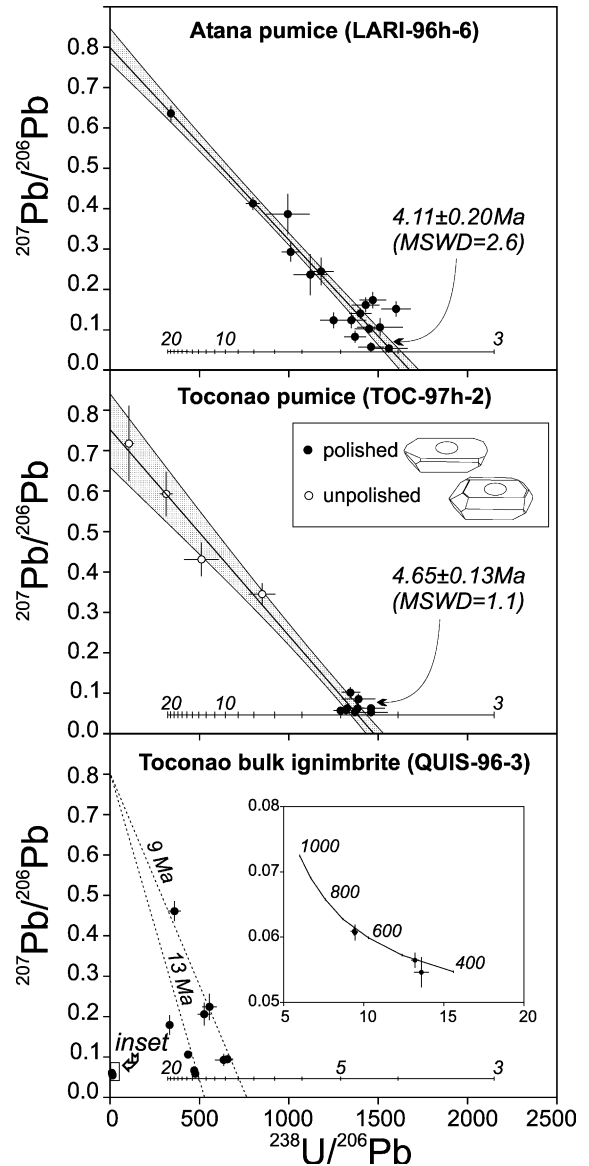 Atana pumice (LARI-96h-6)
0.8
0.7
0.6
0.5
0.4
0.3
0.2
0.1
0.0
207Pb/206Pb
4.11±0.20Ma
(MSWD=2.6)
20 10 3
Toconao pumice (TOC-97h-2)
0.8
0.7
0.6
0.5
0.4
0.3
0.2
0.1
0.0
207Pb/206Pb
polished
unpolished
4.65±0.13Ma
(MSWD=1.1)
20 10 3
Toconao bulk ignimbrite (QUIS-96-3)
0.8
0.7
0.6
0.5
0.4
0.3
0.2
0.1
0.0
207Pb/206Pb
9 Ma
13 Ma
inset
20 5 3
0.08
0.07
0.06
0.05
1000
800
600
400
5 10 15 20
0 500 1000 1500 2000 2500
238U/206Pb